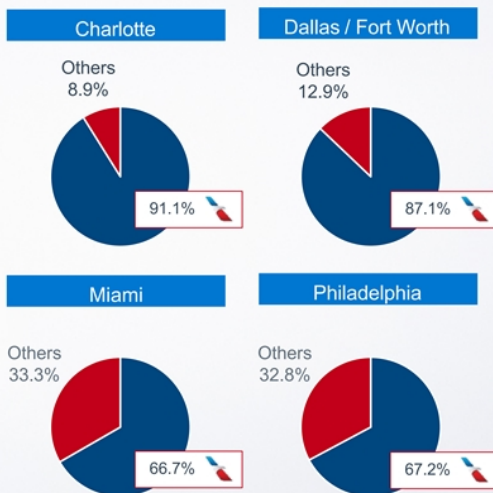 Charlotte
Others
8.9%
91.1%
Dallas / Fort Worth
Others
12.9%
87.1%
Miami
Others
33.3%
66.7%
Philadelphia
Others
32.8%
67.2%